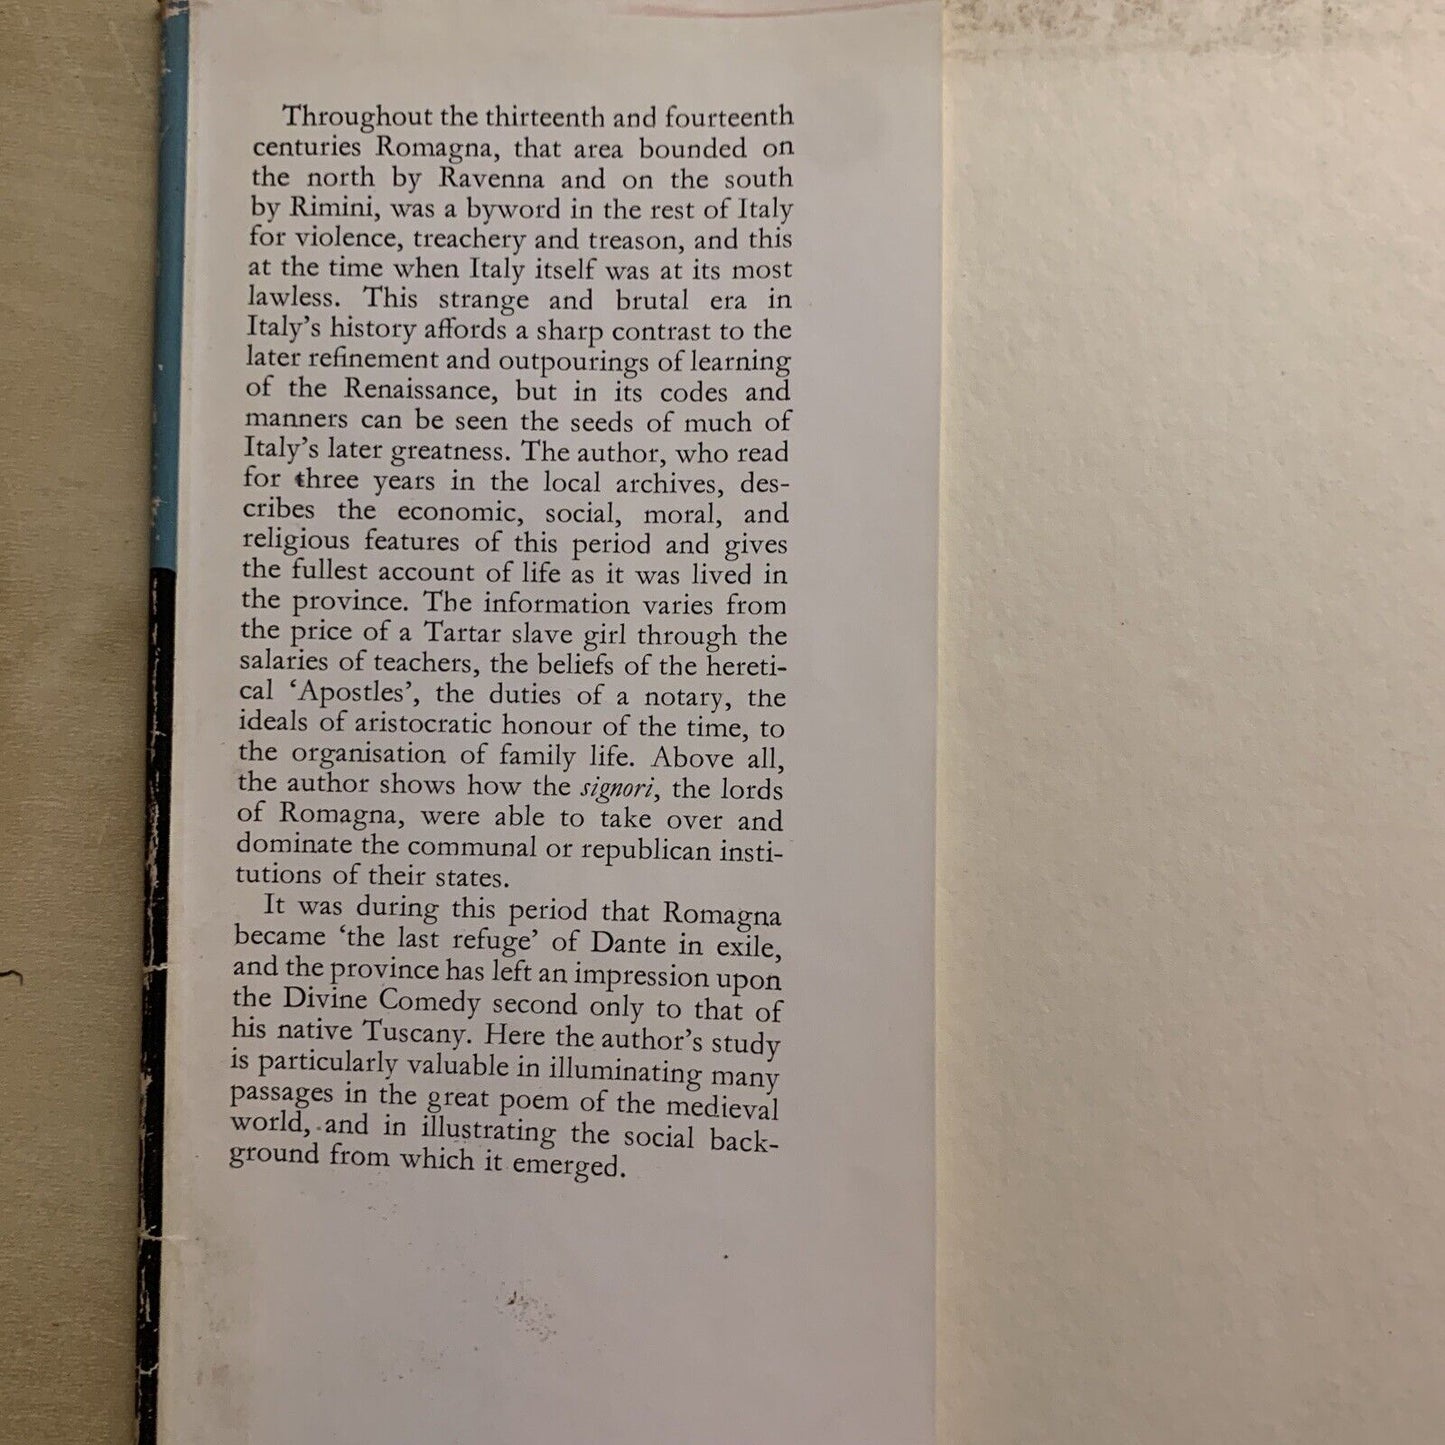 Throughout the thirteenth and fourteenth
centuries Romagna, that area bounded on
the north by Ravenna and on the south
by Rimini, was a byword in the rest of Italy
for violence, treachery and treason, and this
at the time when Italy itself was at its most
lawless. This strange and brutal era in
Italy's history affords a sharp contrast to the
later refinement and outpourings of learning
of the Renaissance, but in its codes and
manners can be seen the seeds of much of
Italy's later greatness. The author, who read
for three years in the local archives, des-
cribes the economic, social, moral, and
religious features of this period and gives
the fullest account of life as it was lived in
the province. The information varies from
the price of a Tartar slave girl through the
salaries of teachers, the beliefs of the hereti-
cal 'Apostles', the duties of a notary, the
ideals of aristocratic honour of the time, to
the organisation of family life. Above all,
the author shows how the signori, the lords
of Romagna, were able to take over and
dominate the communal or republican insti-
tutions of their states.
It was during this period that Romagna
became 'the last refuge' of Dante in exile,
and the province has left an impression upon
the Divine Comedy second only to that of
his native Tuscany. Here the author's study
is particularly valuable in illuminating many
passages in the great poem of the medieval
world, and in illustrating the social back-
ground from which it emerged.